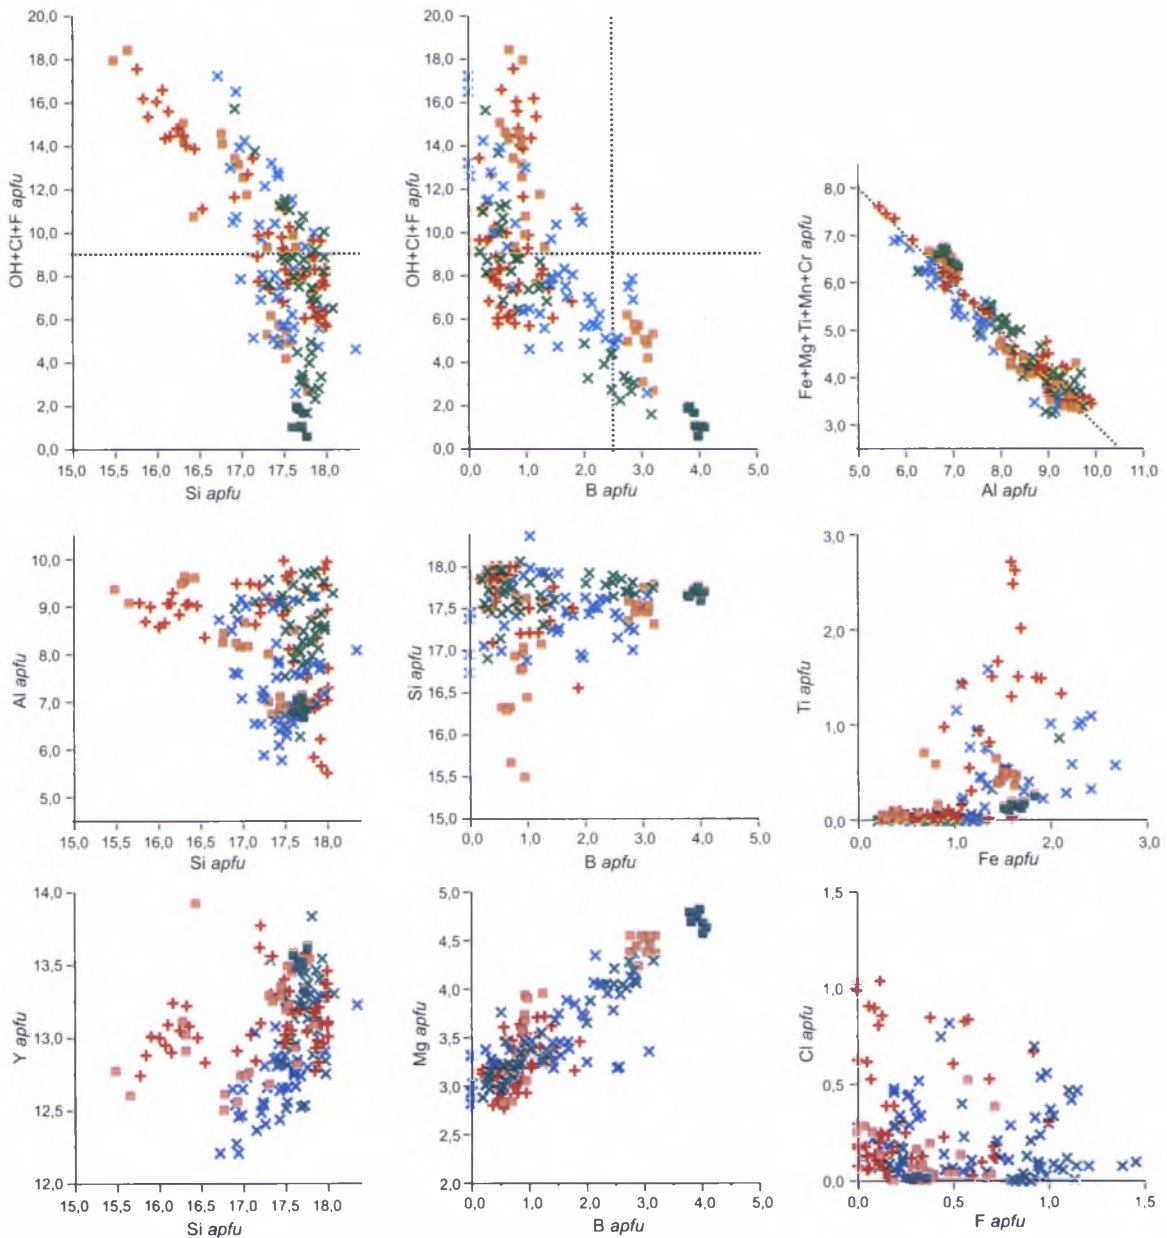 20,0
18,0
16,0
14,0
12,0
10,0
8,0
6,0
4,0
2,0
0,0
OH+Cl+F apfu
15,0 15,5 16,0 16,5 17,0 17,5 18,0
Si apfu
20,0
18,0
16,0
14,0
12,0
10,0
8,0
6,0
4,0
2,0
0,0
OH+Cl+F apfu
0,0 1,0 2,0 3,0 4,0 5,0
B apfu
8,0
7,0
6,0
5,0
4,0
3,0
Fe+Mg+Ti+Mn+Cr apfu
5,0 6,0 7,0 8,0 9,0 10,0 11,0
Al apfu
10,0
9,0
8,0
7,0
6,0
5,0
Al apfu
15,0 15,5 16,0 16,5 17,0 17,5 18,0
Si apfu
18,0
17,5
17,0
16,5
16,0
15,5
15,0
Si apfu
0,0 1,0 2,0 3,0 4,0 5,0
B apfu
3,0
2,0
1,0
0,0
Ti apfu
0,0 1,0 2,0 3,0
Fe apfu
14,0
13,5
13,0
12,5
12,0
Y apfu
15,0 15,5 16,0 16,5 17,0 17,5 18,0
Si apfu
5,0
4,5
4,0
3,5
3,0
2,5
2,0
Mg apfu
0,0 1,0 2,0 3,0 4,0 5,0
B apfu
1,5
1,0
0,5
0,0
Cl apfu
0,0 0,5 1,0 1,5
F apfu